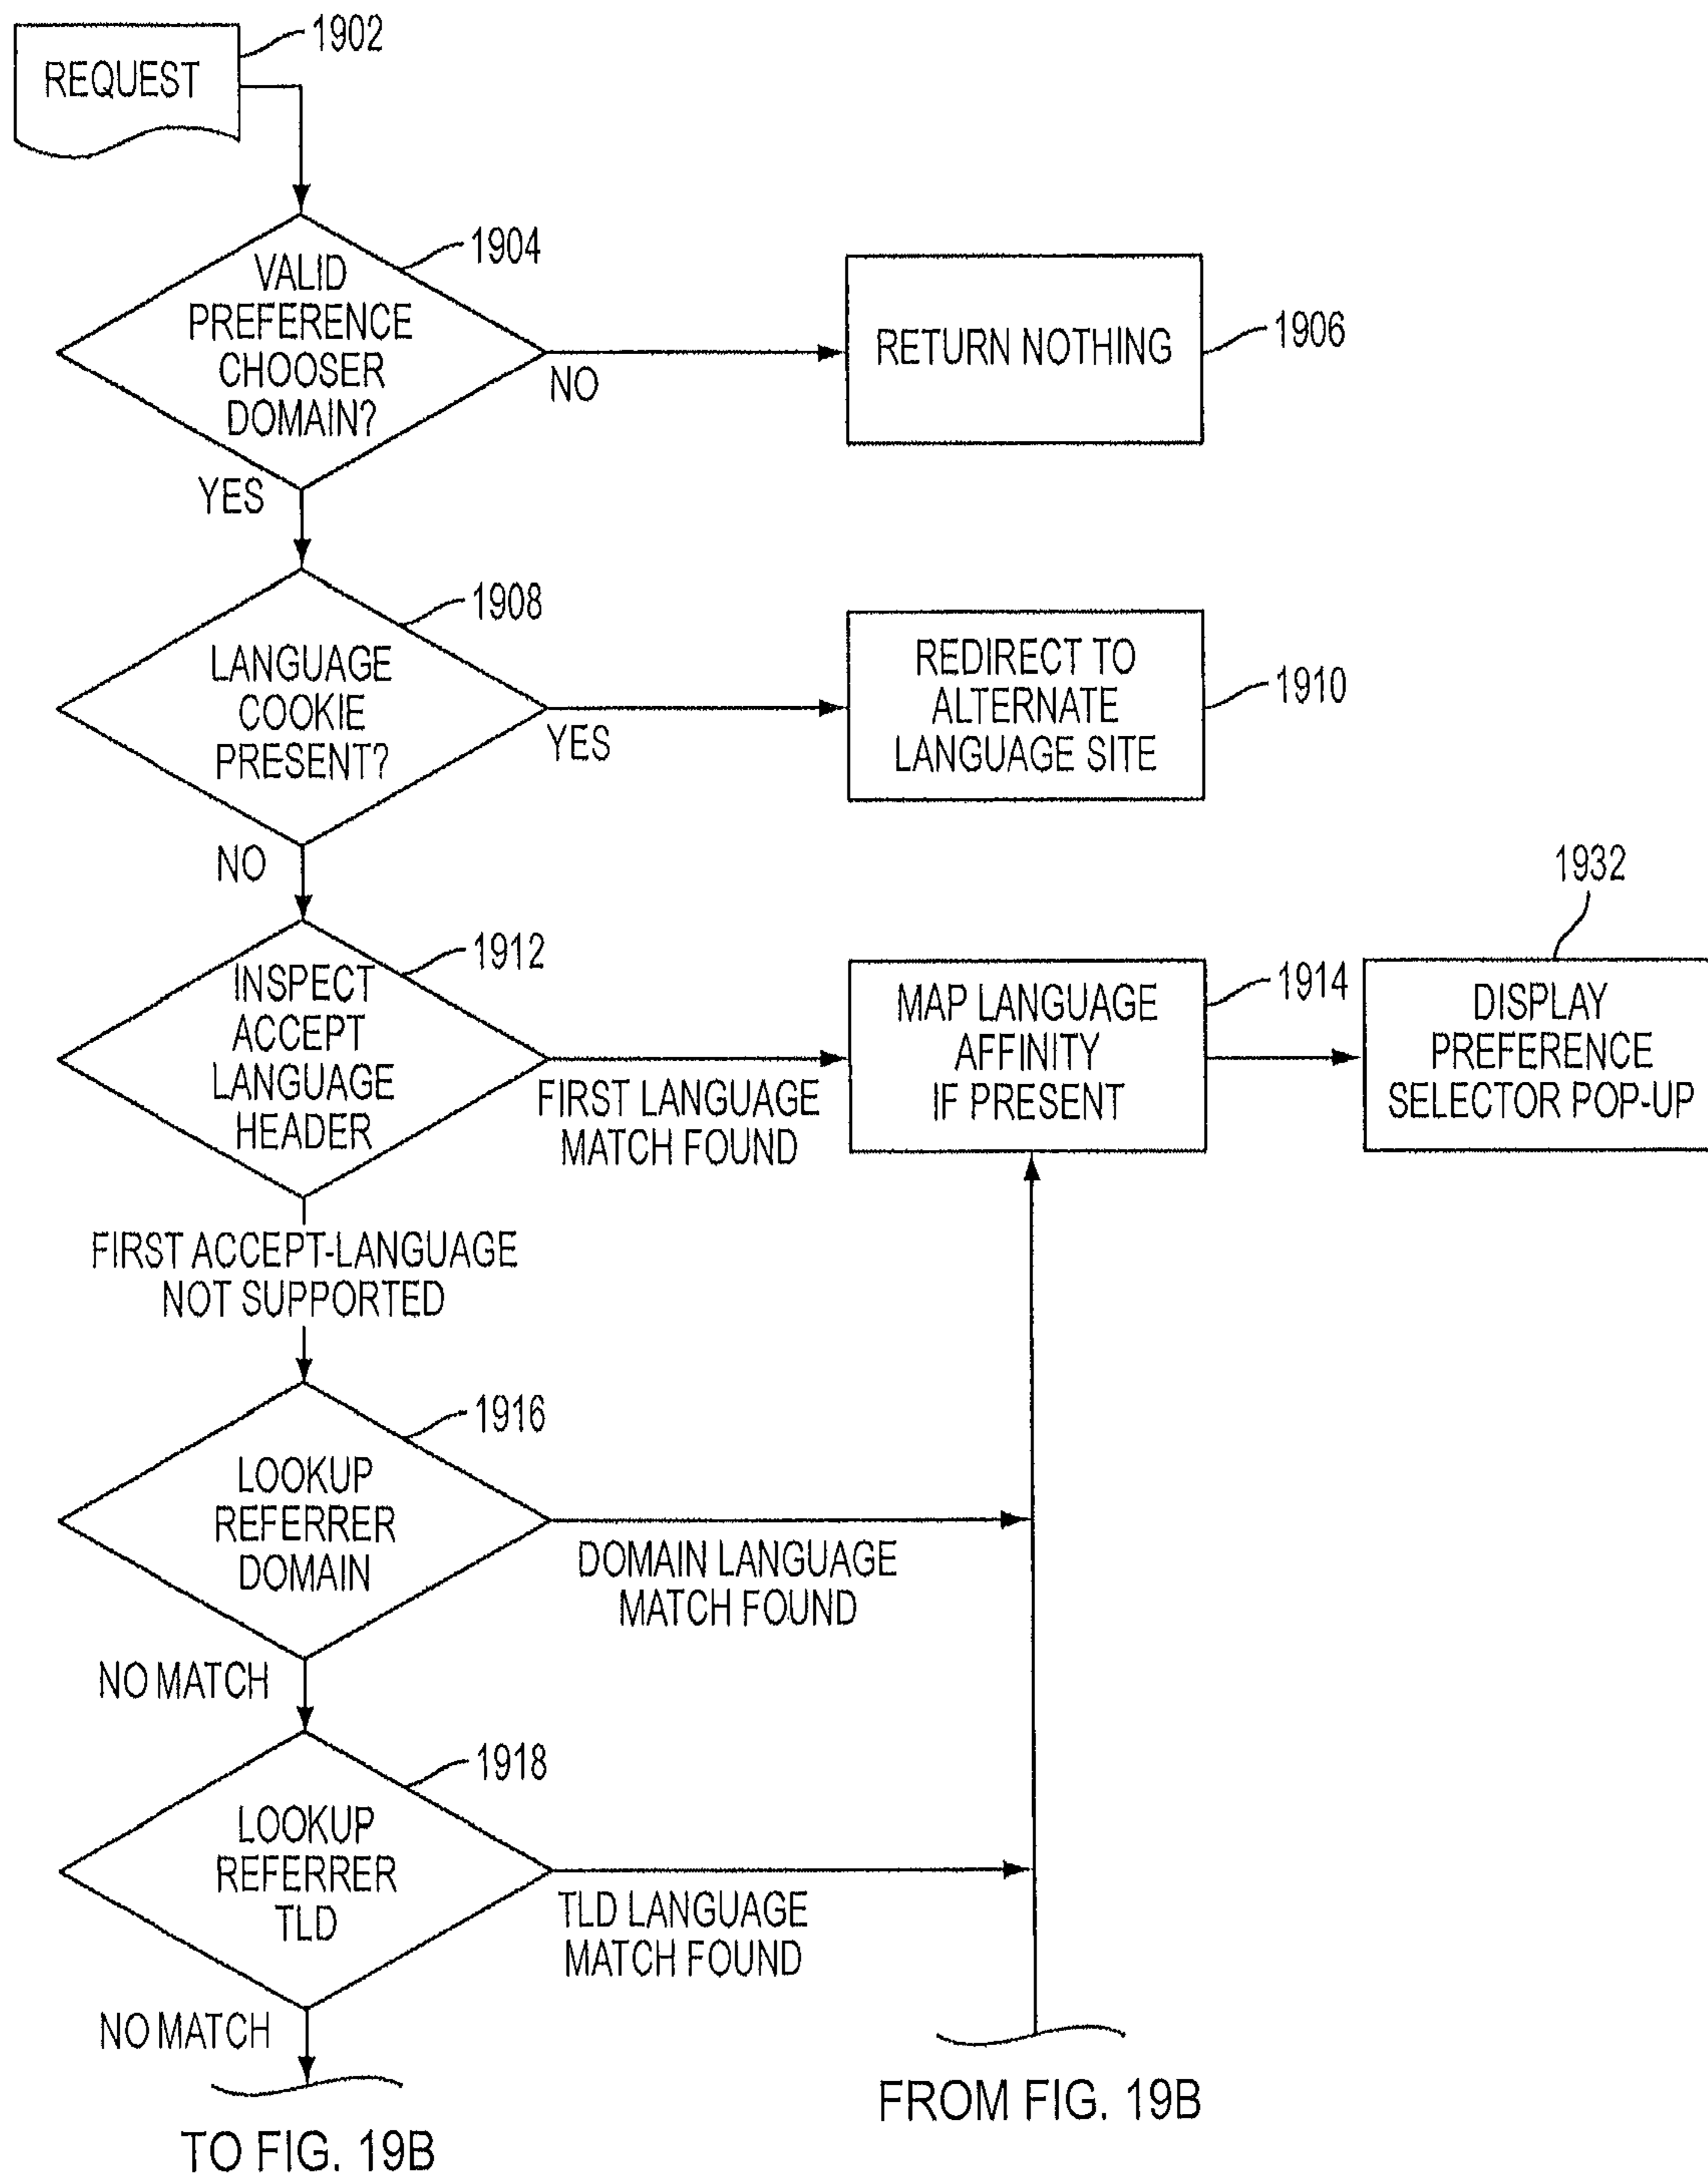 1902
REQUEST
1904
VALID
PREFERENCE
CHOOSER
DOMAIN?
NO
RETURN NOTHING
1906
YES
1908
LANGUAGE
COOKIE
PRESENT?
YES
REDIRECT TO
ALTERNATE
LANGUAGE SITE
1910
NO
1912
INSPECT
ACCEPT
LANGUAGE
HEADER
FIRST LANGUAGE
MATCH FOUND
MAP LANGUAGE
AFFINITY
IF PRESENT
1914
1932
DISPLAY
PREFERENCE
SELECTOR POP-UP
FIRST ACCEPT-LANGUAGE
NOT SUPPORTED
1916
LOOKUP
REFERRER
DOMAIN
DOMAIN LANGUAGE
MATCH FOUND
NO MATCH
1918
LOOKUP
REFERRER
TLD
TLD LANGUAGE
MATCH FOUND
NO MATCH
TO FIG. 19B
FROM FIG. 19B